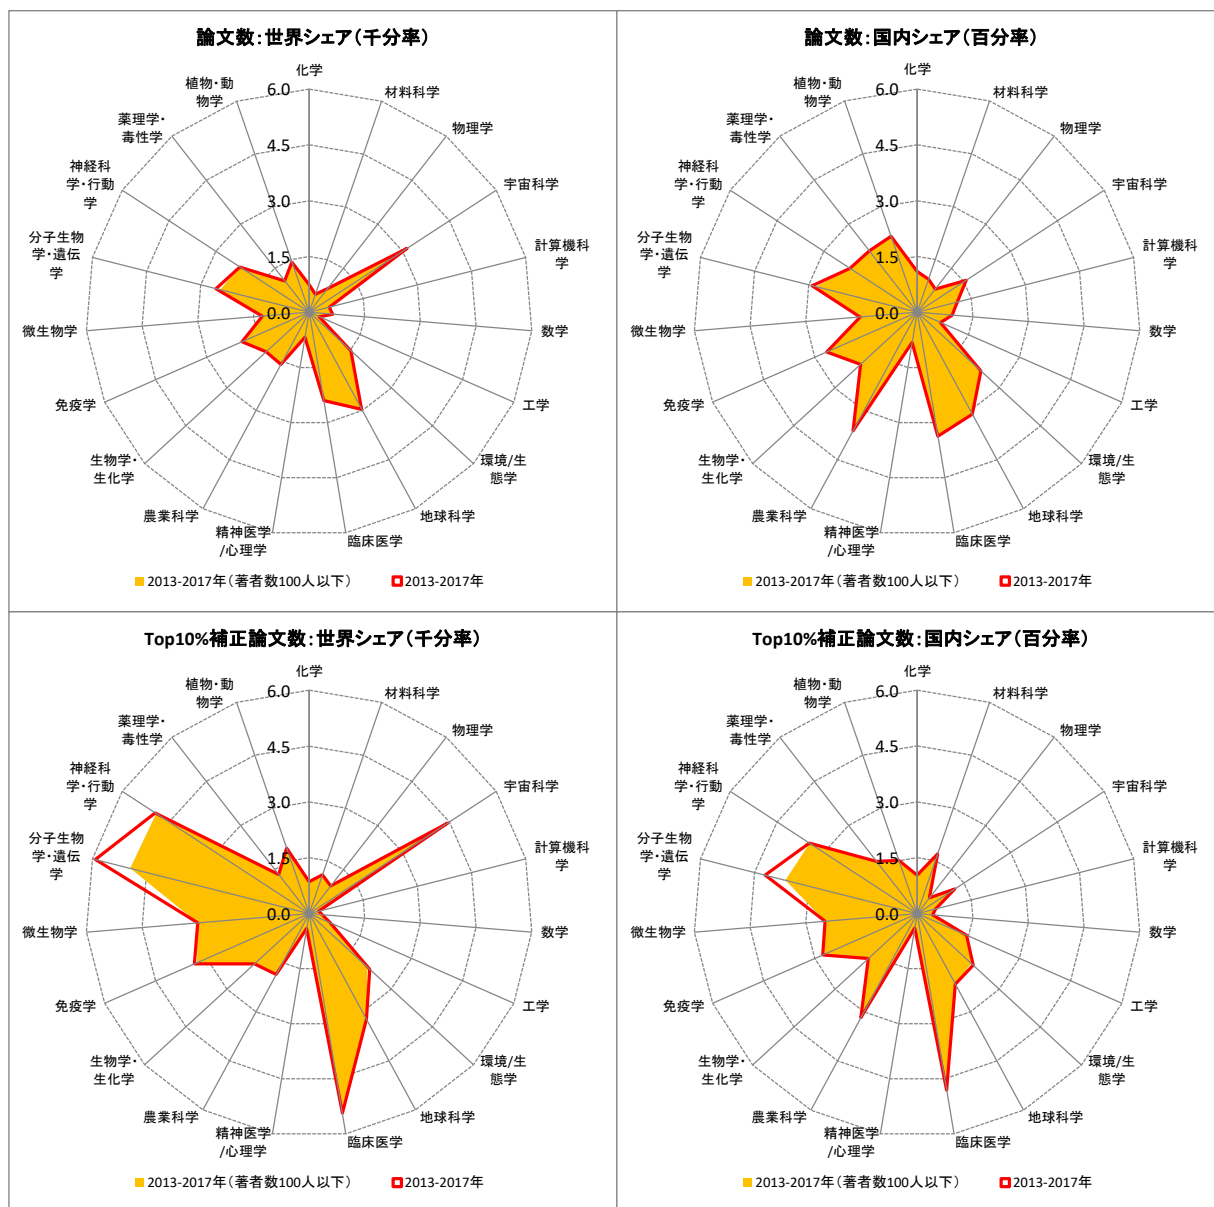 論文数:世界シェア(千分率)
化学
材料科学
物理学
宇宙科学
計算機科
学
数学
工学
環境/生
態学
地球科学
臨床医学
精神医学
/心理学
農業科学
生物学・
生化学
免疫学
微生物学
分子生物
学・遺伝
学
神経科
学・行動
学
薬理学・
毒性学
植物・動
物学
6.0
4.5
3.0
1.5
0.0
2013-2017年(著者数100人以下)
2013-2017年
論文数:国内シェア(百分率)
化学
材料科学
物理学
宇宙科学
計算機科
学
数学
工学
環境/生
態学
地球科学
臨床医学
精神医学
/心理学
農業科学
生物学・
生化学
免疫学
微生物学
分子生物
学・遺伝
学
神経科
学・行動
学
薬理学・
毒性学
植物・動
物学
6.0
4.5
3.0
1.5
0.0
2013-2017年(著者数100人以下)
2013-2017年
Top10%補正論文数:世界シェア(千分率)
化学
材料科学
物理学
宇宙科学
計算機科
学
数学
工学
環境/生
態学
地球科学
臨床医学
精神医学
/心理学
農業科学
生物学・
生化学
免疫学
微生物学
分子生物
学・遺伝
学
神経科
学・行動
学
薬理学・
毒性学
植物・動
物学
6.0
4.5
3.0
1.5
0.0
2013-2017年(著者数100人以下)
2013-2017年
Top10%補正論文数:国内シェア(百分率)
化学
材料科学
物理学
宇宙科学
計算機科
学
数学
工学
環境/生
態学
地球科学
臨床医学
精神医学
/心理学
農業科学
生物学・
生化学
免疫学
微生物学
分子生物
学・遺伝
学
神経科
学・行動
学
薬理学・
毒性学
植物・動
物学
6.0
4.5
3.0
1.5
0.0
2013-2017年(著者数100人以下)
2013-2017年